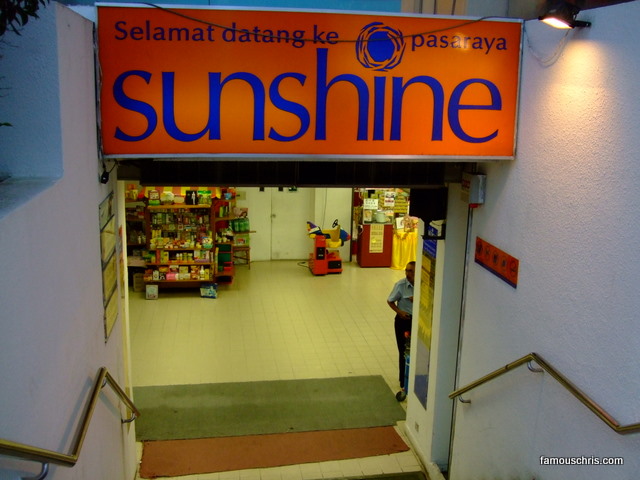 Selamat datang ke pasaraya
sunshine
famouschris.com